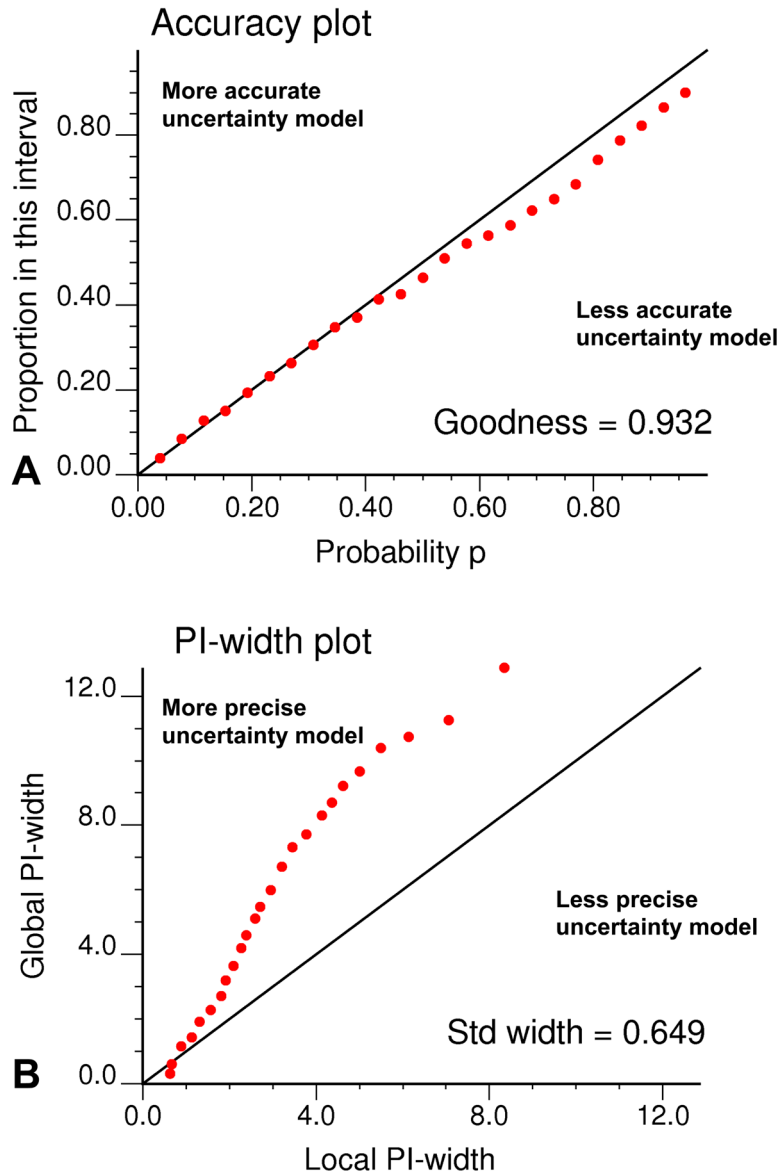 Accuracy plot
More accurate
uncertainty model
Proportion in this interval
0.80
0.60
0.40
0.20
0.00
Less accurate
uncertainty model
Goodness = 0.932
A
0.00 0.20 0.40 0.60 0.80
Probability p
PI-width plot
More precise
uncertainty model
Global PI-width
12.0
8.0
4.0
0.0
Less precise
uncertainty model
Std width = 0.649
B
0.0 4.0 8.0 12.0
Local PI-width